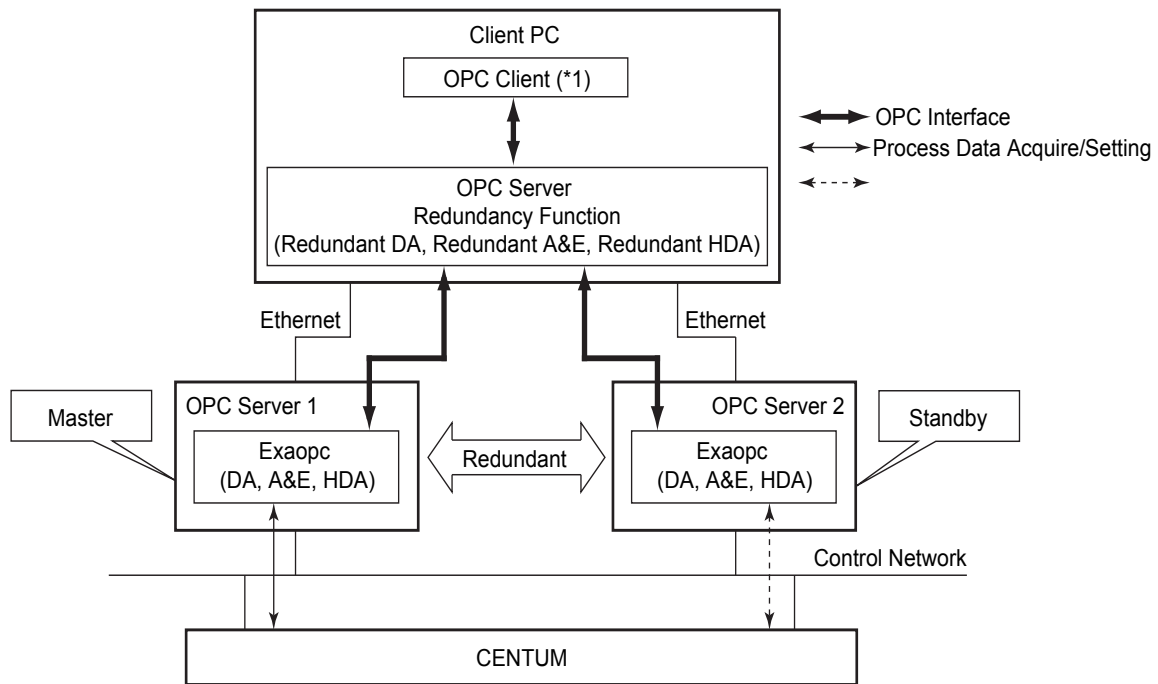 Client PC
OPC Client (*1)
OPC Interface
Process Data Acquire/Setting
OPC Server
Redundancy Function
(Redundant DA, Redundant A&E, Redundant HDA)
Ethernet
Ethernet
Master
OPC Server 1
Exaopc
(DA, A&E, HDA)
Redundant
OPC Server 2
Exaopc
(DA, A&E, HDA)
Standby
Control Network
CENTUM